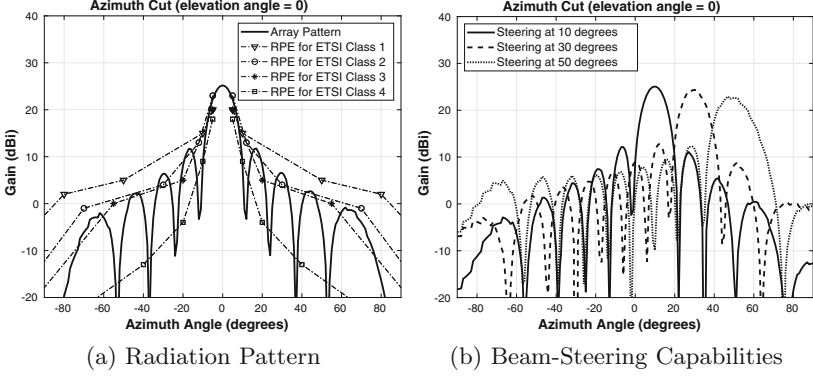 Azimuth Cut (elevation angle = 0)
40
30
20
10
0
-10
-20
Gain (dBi)
Array Pattern
RPE for ETSI Class 1
RPE for ETSI Class 2
RPE for ETSI Class 3
RPE for ETSI Class 4
-80 -60 -40 -20 0 20 40 60 80
Azimuth Angle (degrees)
(a) Radiation Pattern
Azimuth Cut (elevation angle = 0)
40
30
20
10
0
-10
-20
Gain (dBi)
Steering at 10 degrees
Steering at 30 degrees
Steering at 50 degrees
-80 -60 -40 -20 0 20 40 60 80
Azimuth Angle (degrees)
(b) Beam-Steering Capabilities